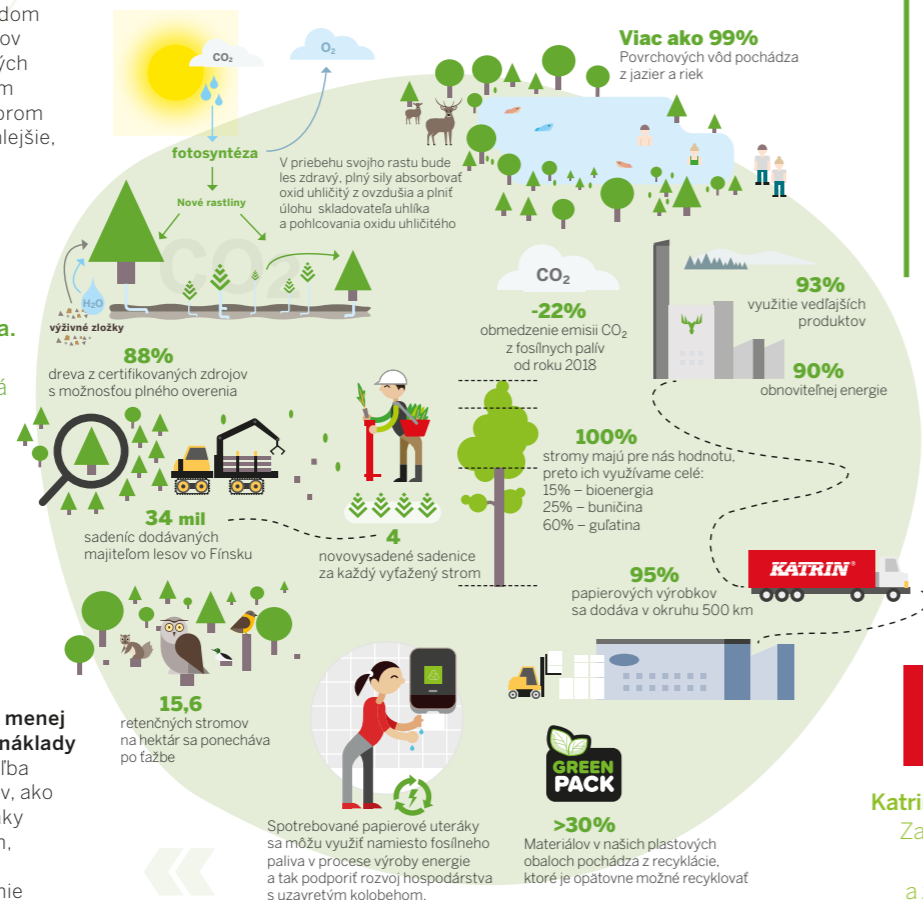 dom
ov
ých
m
orom
ılejšie,
a.
á
CO₂
O₂
fotosyntéza
Nové rastliny
V priebehu svojho rastu bude
les zdravý, plný sily absorbovať
oxid uhličitý z ovzdušia a plniť
úlohu skladovateľa uhlíka
a pohlcovania oxidu uhličitého
CO₂
H₂O
výživné zložky
Viac ako 99%
Povrchových vôd pochádza
z jazier a riek
CO₂
-22%
obmedzenie emisii CO₂
z fosílnych palív
od roku 2018
93%
využitie vedľajších
produktov
90%
obnoviteľnej energie
88%
dreva z certifikovaných zdrojov
s možnosťou plného overenia
100%
stromy majú pre nás hodnotu,
preto ich využívame celé:
15% – bioenergia
25% – buničina
60% – guľatina
34 mil
sadeníc dodávaných
majiteľom lesov vo Fínsku
4
novovysadené sadenice
za každý vyťažený strom
95%
papierových výrobkov
sa dodáva v okruhu 500 km
KATRIN®
15,6
retenčných stromov
na hektár sa ponecháva
po ťažbe
menej
náklady
ľba
v, ako
ky
n,
nie
Spotrebované papierové uteráky
sa môžu využiť namiesto fosílneho
paliva v procese výroby energie
a tak podporiť rozvoj hospodárstva
s uzavretým kolobehom.
GREEN
PACK
>30%
Materiálov v našich plastových
obaloch pochádza z recyklácie,
ktoré je opätovne možné recyklovať
Katri
Za
a